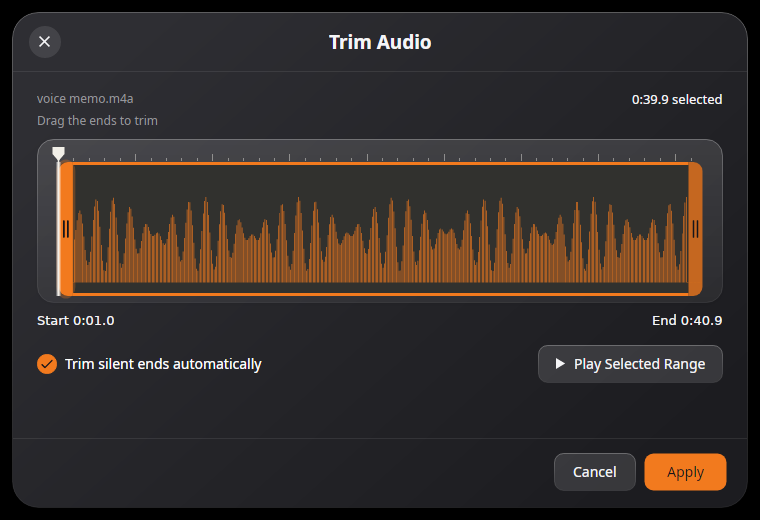 Trim Audio
voice memo.m4a
0:39.9 selected
Drag the ends to trim
Start 0:01.0
End 0:40.9
Trim silent ends automatically
Play Selected Range
Cancel
Apply